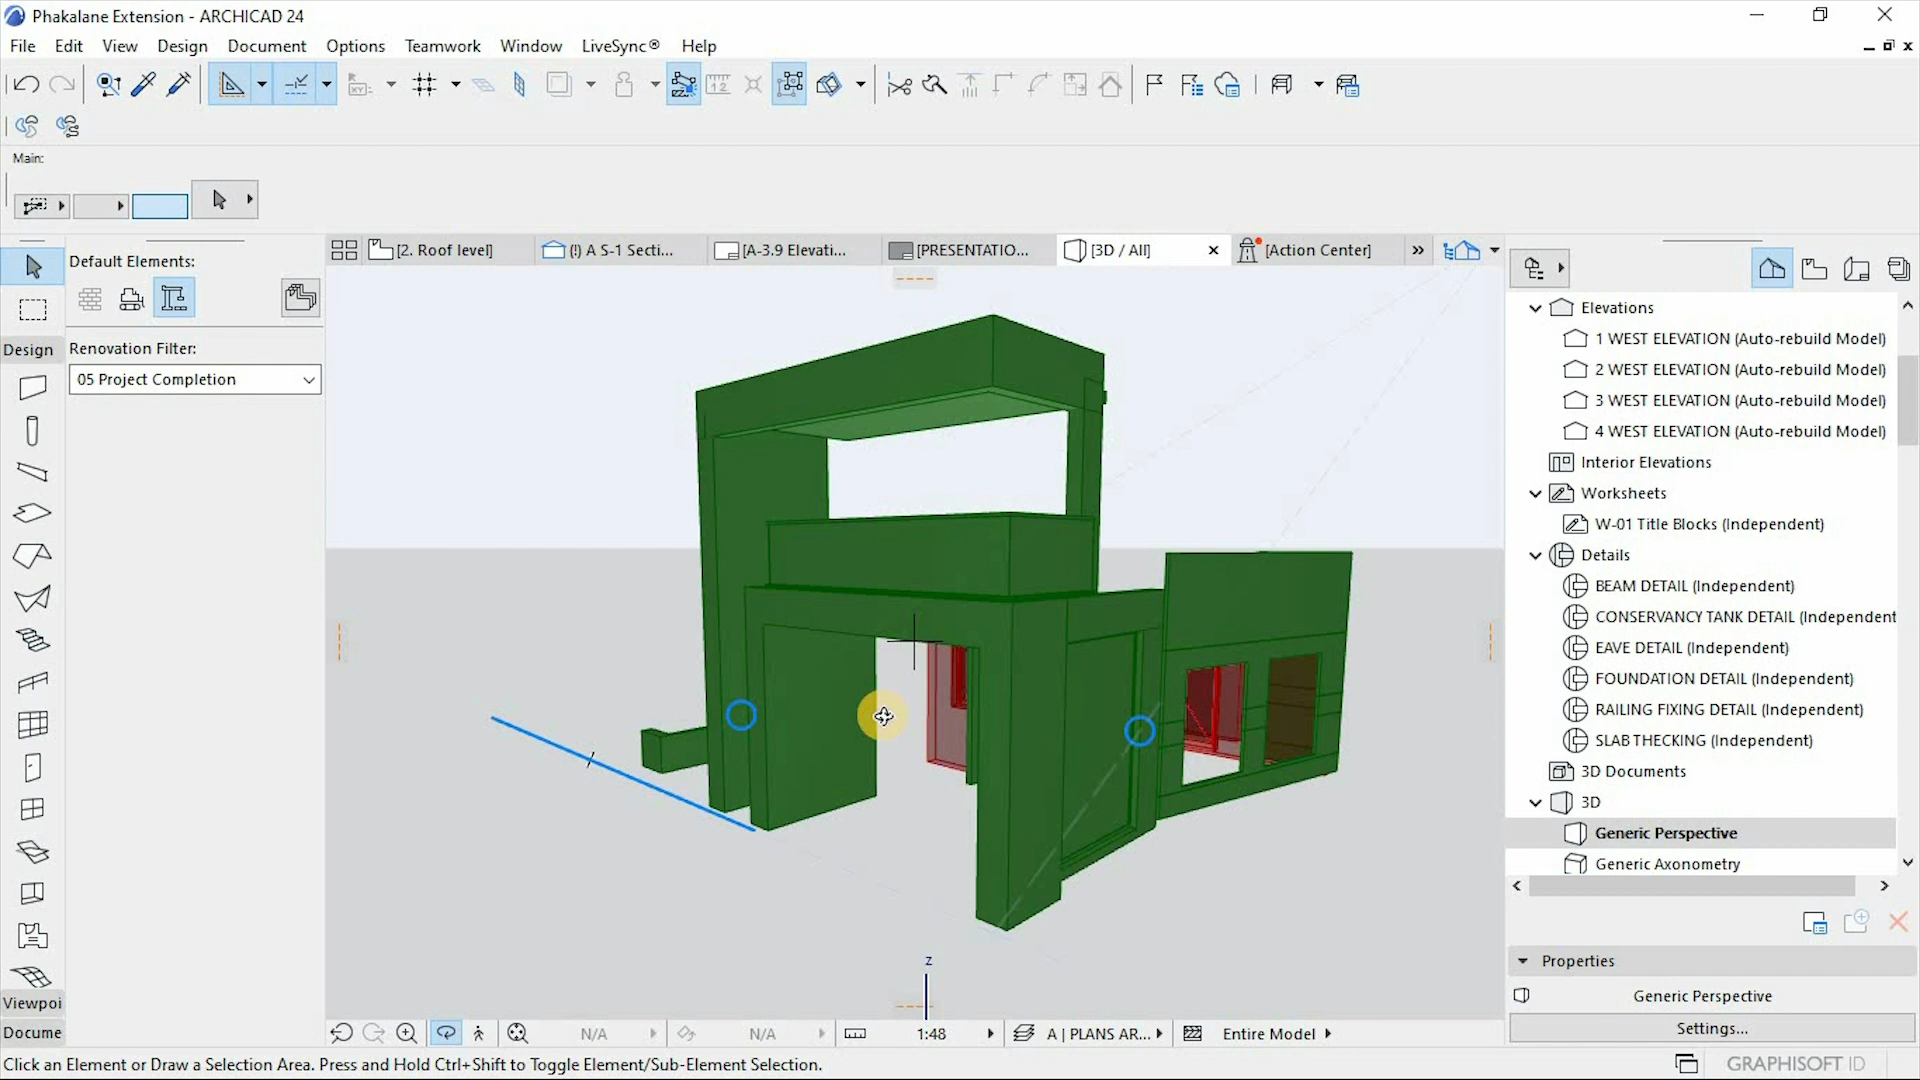 Phakalane Extension - ARCHICAD 24
File Edit View Design Document Options Teamwork Window LiveSync® Help
Main:
Default Elements:
[2. Roof level]
(!) A S-1 Secti...
[A-3.9 Elevati...
[PRESENTATIO...
[3D / All]
[Action Center]
Design
Renovation Filter:
05 Project Completion
Elevations
1 WEST ELEVATION (Auto-rebuild Model)
2 WEST ELEVATION (Auto-rebuild Model)
3 WEST ELEVATION (Auto-rebuild Model)
4 WEST ELEVATION (Auto-rebuild Model)
Interior Elevations
Worksheets
W-01 Title Blocks (Independent)
Details
BEAM DETAIL (Independent)
CONSERVANCY TANK DETAIL (Independent
EAVE DETAIL (Independent)
FOUNDATION DETAIL (Independent)
RAILING FIXING DETAIL (Independent)
SLAB THECKING (Independent)
3D Documents
3D
Generic Perspective
Generic Axonometry
z
Properties
Generic Perspective
Settings...
Viewpoi
Docume
N/A
N/A
1:48
A | PLANS AR...
Entire Model
Click an Element or Draw a Selection Area. Press and Hold Ctrl+Shift to Toggle Element/Sub-Element Selection.
GRAPHISOFT ID